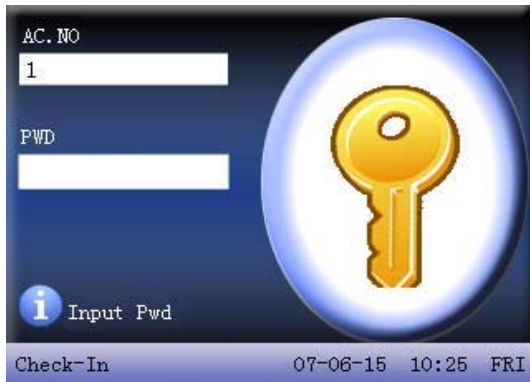 AC.NO
1
PWD
i Input Pwd
Check-In 07-06-15 10:25 FRI